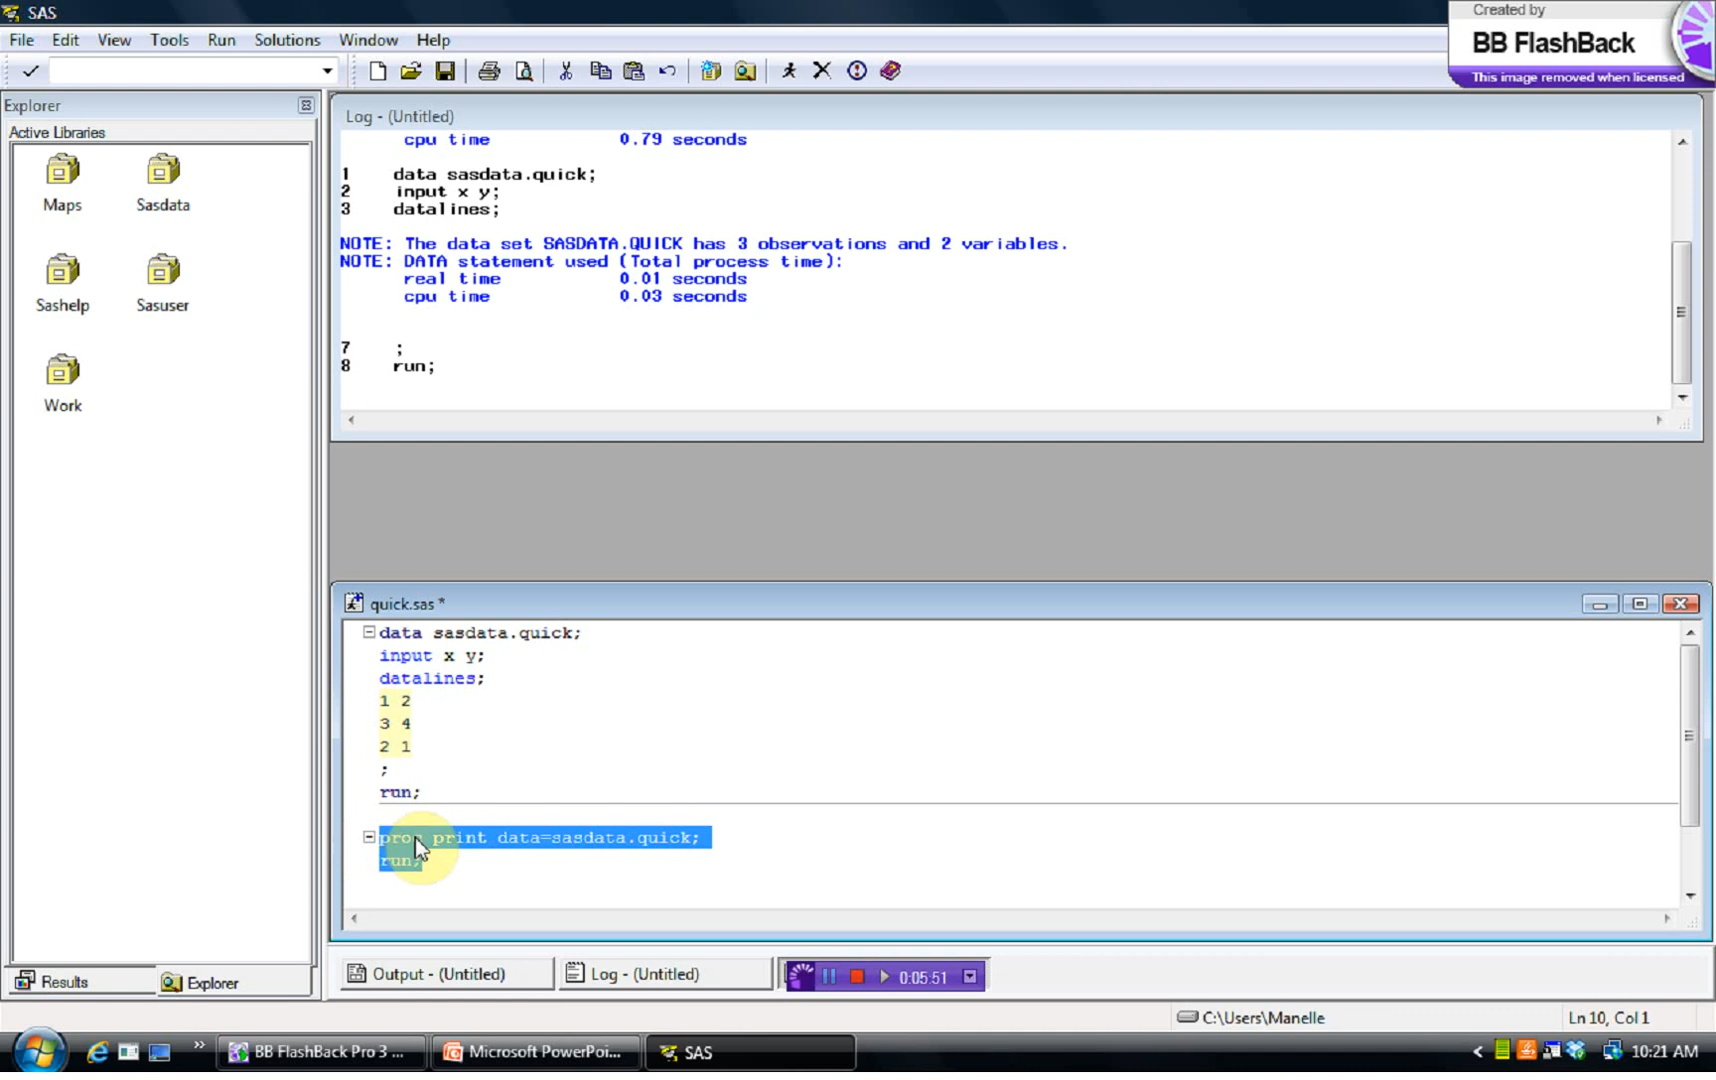 SAS
Created by
BB FlashBack
This image removed when licensed
File Edit View Tools Run Solutions Window Help
Explorer
Active Libraries
Maps
Sasdata
Sashelp
Sasuser
Work
Log - (Untitled)
cpu time 0.79 seconds
1 data sasdata.quick;
2 input x y;
3 datalines;
NOTE: The data set SASDATA.QUICK has 3 observations and 2 variables.
NOTE: DATA statement used (Total process time):
real time 0.01 seconds
cpu time 0.03 seconds
7 ;
8 run;
quick.sas *
data sasdata.quick;
input x y;
datalines;
1 2
3 4
2 1
;
run;
proc print data=sasdata.quick;
run;
Results
Explorer
Output - (Untitled)
Log - (Untitled)
0:05:51
C:\Users\Manelle
Ln 10, Col 1
BB FlashBack Pro 3 ...
Microsoft PowerPoi...
SAS
10:21 AM